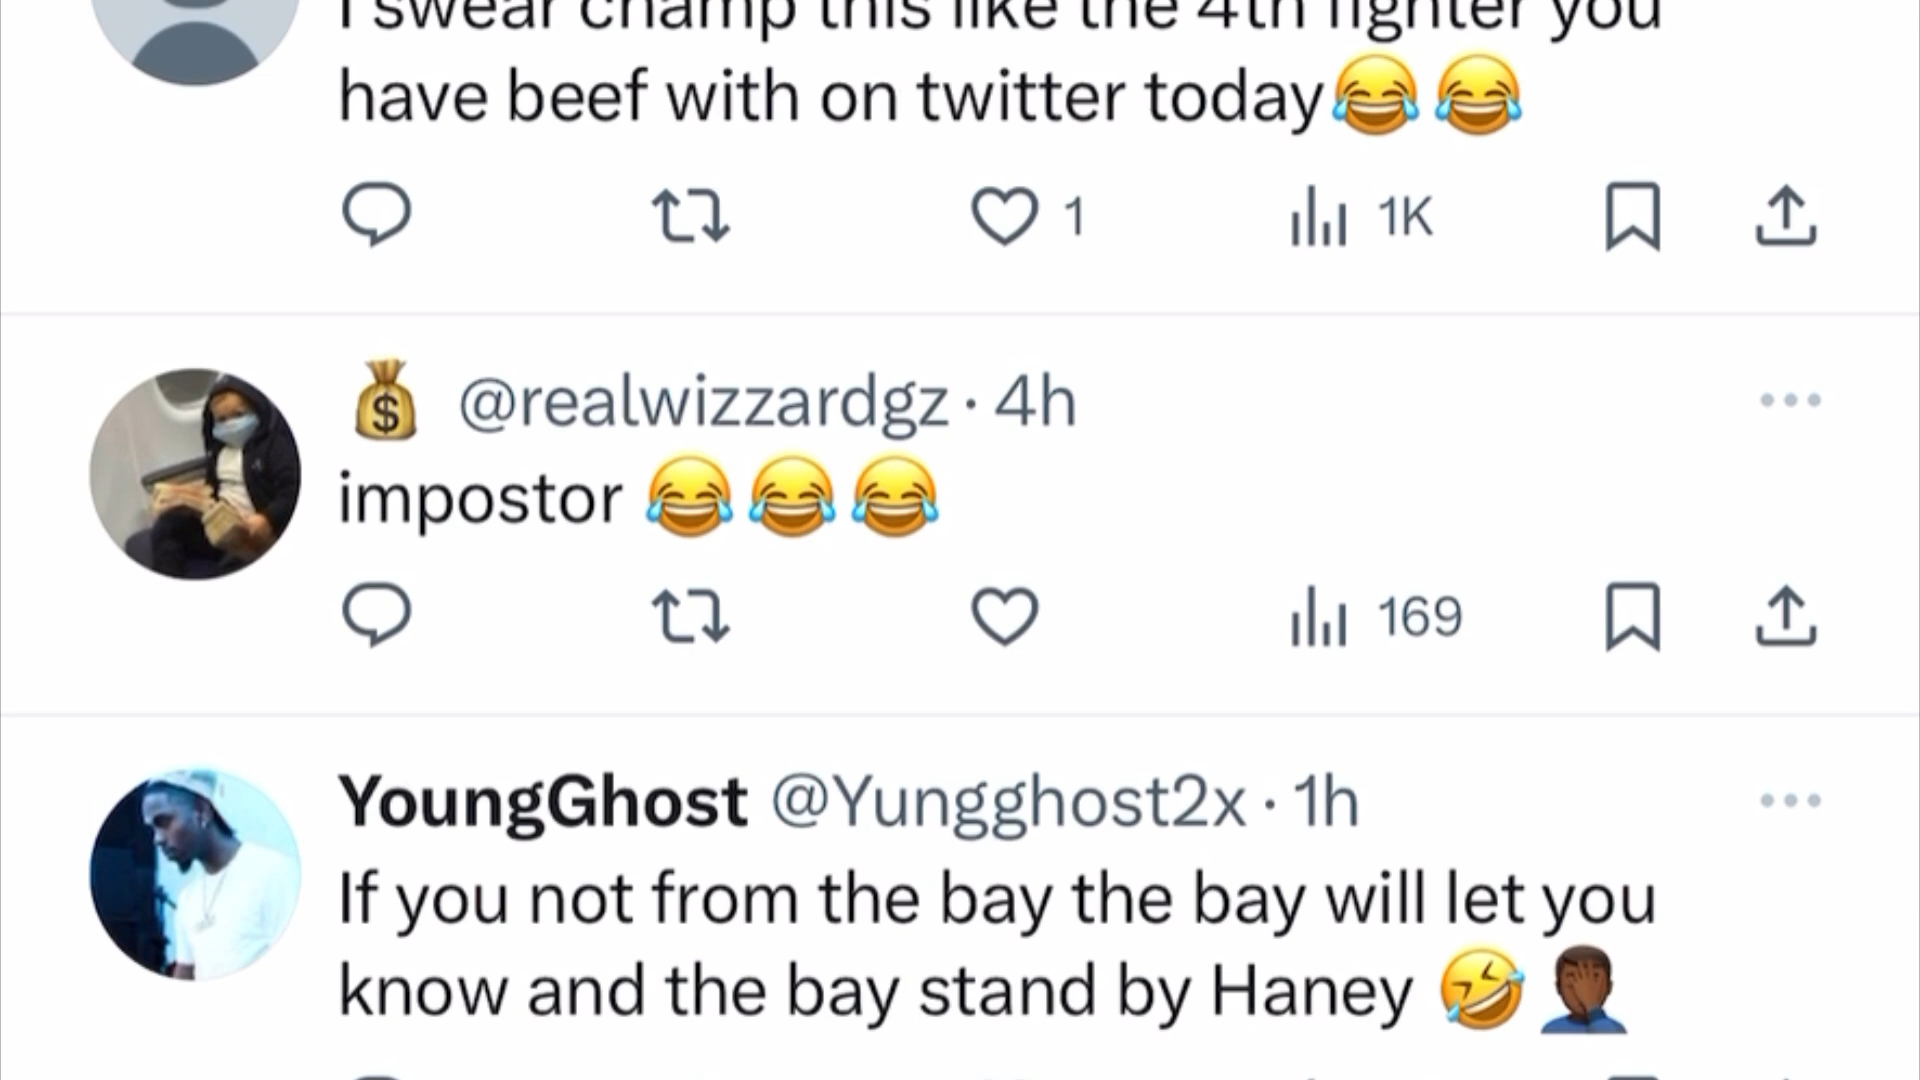 I swear champ this like the 4th fighter you
have beef with on twitter today😂😂
1 1K
💰 @realwizzardgz · 4h
impostor 😂😂😂
169
YoungGhost @Yungghost2x · 1h
If you not from the bay the bay will let you
know and the bay stand by Haney 🤣🤦🏾‍♂️